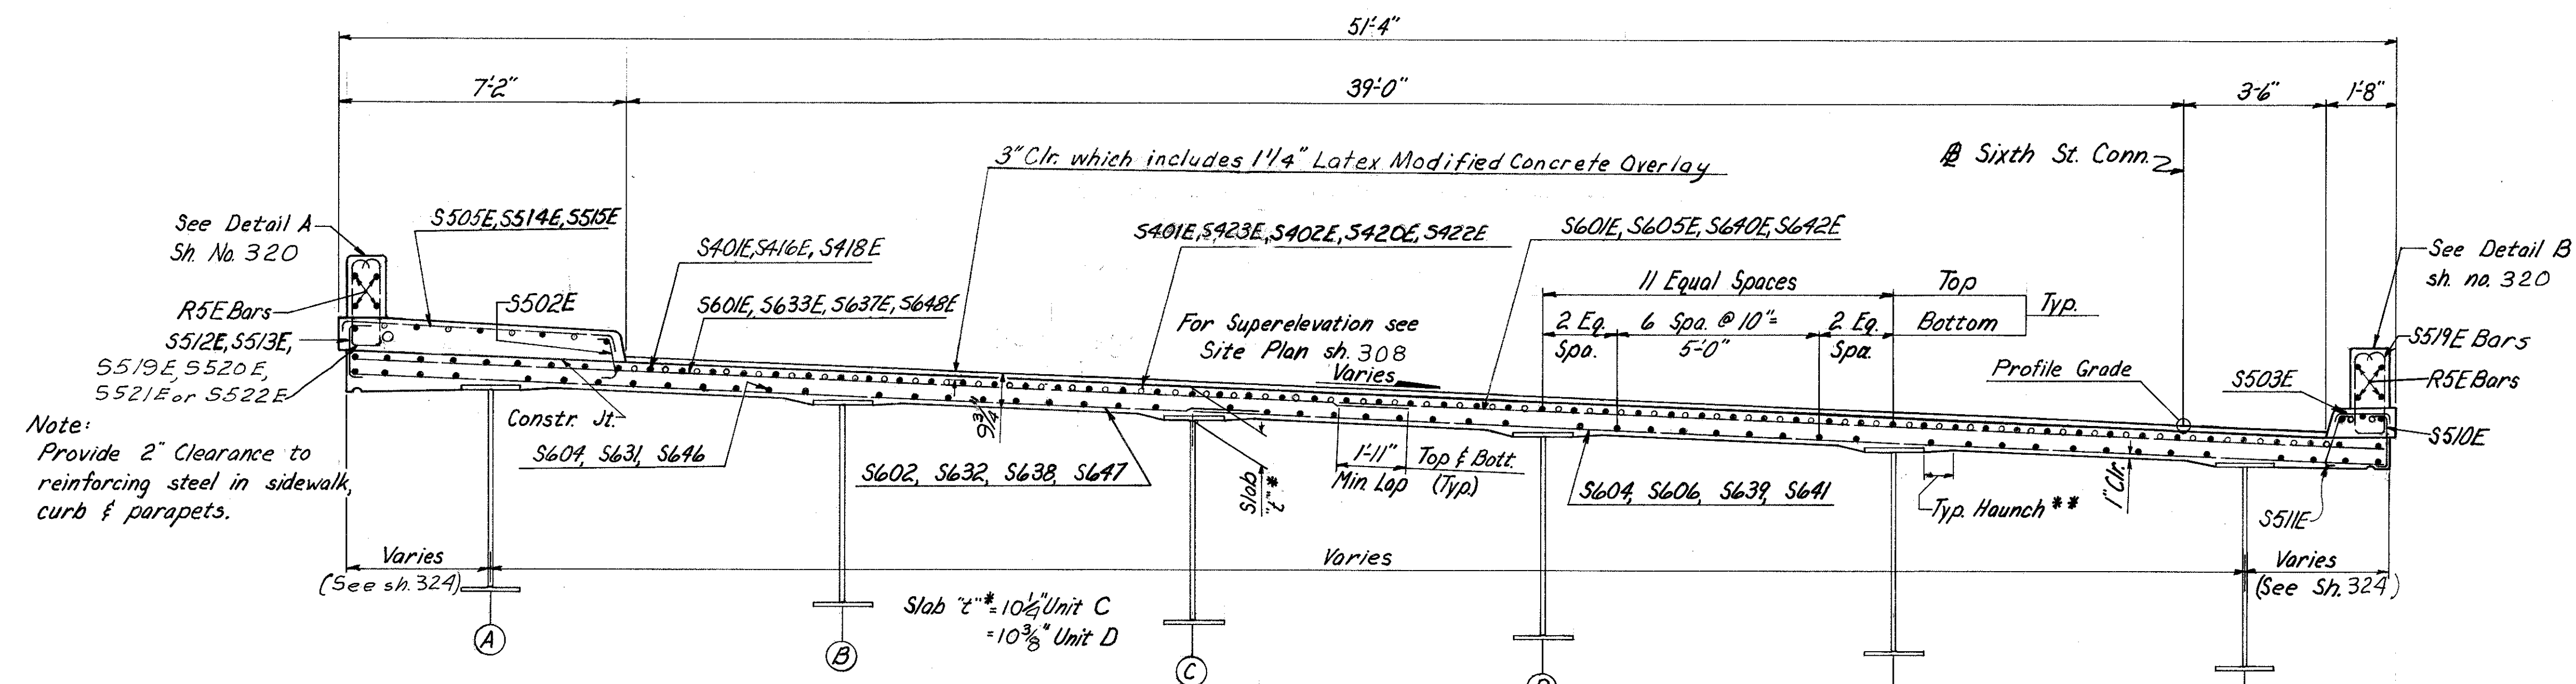 51'-4"
7'-2"
39'-0"
3'-6"
1'-8"
3" Clr. which includes 1 1/4" Latex Modified Concrete Overlay
Sixth St. Conn.
See Detail A
Sh. No. 320
S505E, S514E, S515E
S401E, S416E, S418E
S401E, S423E, S402E, S420E, S422E
S601E, S605E, S640E, S642E
See Detail B
sh. no. 320
R5E Bars
S502E
S601E, S633E, S637E, S648E
11 Equal Spaces
Top
Bottom
Typ.
For Superelevation see
Site Plan sh. 308
Varies
2 Eq.
Spa.
6 Spa. @ 10"=
5'-0"
2 Eq.
Spa.
S512E, S513E,
S519E, S520E,
S521E or S522E
Profile Grade
S503E
S519E Bars
R5E Bars
S510E
Note:
Provide 2" Clearance to
reinforcing steel in sidewalk,
curb & parapets.
Constr. Jt.
9 3/4"
S604, S631, S646
S602, S632, S638, S647
Slab
"t"*
1'-11"
Min. Lap
Top & Bott.
(Typ.)
S604, S606, S639, S641
Typ. Haunch **
1" Clr.
S511E
Varies
(See sh. 324)
Varies
Varies
(See Sh. 324)
Slab "t"* = 10 1/4" Unit C
= 10 3/8" Unit D
A
B
C